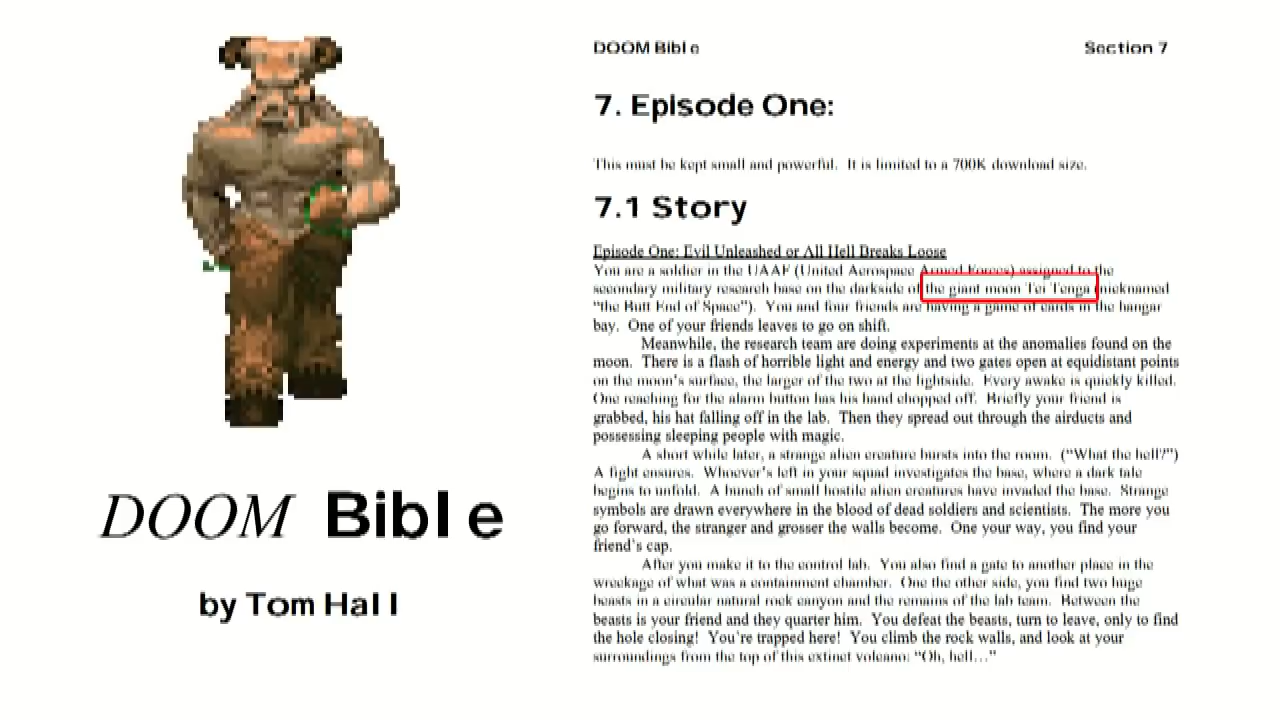 DOOM Bible
by Tom Hall
DOOM Bible Section 7
7. Episode One:
This must be kept small and powerful. It is limited to a 700K download size.
7.1 Story
Episode One: Evil Unleashed or All Hell Breaks Loose
You are a soldier in the UAAF (United Aerospace Armed Forces) assigned to the
secondary military research base on the darkside of the giant moon Tei Tenga (nicknamed
“the Butt End of Space”). You and four friends are having a game of cards in the hangar
bay. One of your friends leaves to go on shift.
Meanwhile, the research team are doing experiments at the anomalies found on the
moon. There is a flash of horrible light and energy and two gates open at equidistant points
on the moon's surface, the larger of the two at the lightside. Every awake is quickly killed.
One reaching for the alarm button has his hand chopped off. Briefly your friend is
grabbed, his hat falling off in the lab. Then they spread out through the airducts and
possessing sleeping people with magic.
A short while later, a strange alien creature bursts into the room. (“What the hell?”)
A fight ensures. Whoever's left in your squad investigates the base, where a dark tale
begins to unfold. A bunch of small hostile alien creatures have invaded the base. Strange
symbols are drawn everywhere in the blood of dead soldiers and scientists. The more you
go forward, the stranger and grosser the walls become. One your way, you find your
friend's cap.
After you make it to the control lab. You also find a gate to another place in the
wreckage of what was a containment chamber. One the other side, you find two huge
beasts in a circular natural rock canyon and the remains of the lab team. Between the
beasts is your friend and they quarter him. You defeat the beasts, turn to leave, only to find
the hole closing! You're trapped here! You climb the rock walls, and look at your
surroundings from the top of this extinct volcano: “Oh, hell…”